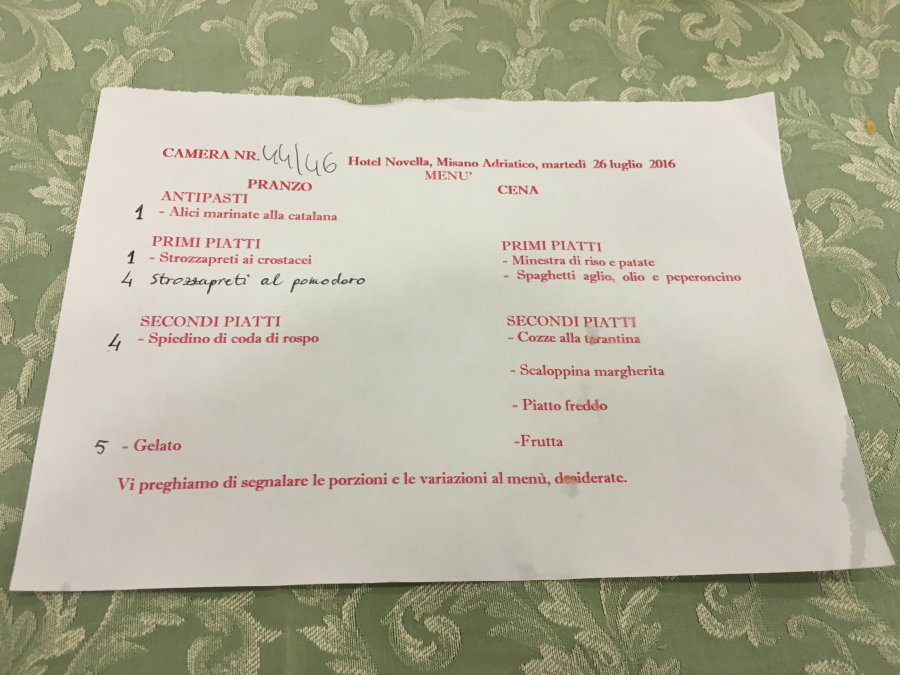 CAMERA NR. 44/46 Hotel Novella, Misano Adriatico, martedì 26 luglio 2016
MENU'
PRANZO
ANTIPASTI
1 - Alici marinate alla catalana
PRIMI PIATTI
1 - Strozzapreti ai crostacei
4 Strozzapreti al pomodoro
SECONDI PIATTI
4 - Spiedino di coda di rospo
5 - Gelato
CENA
PRIMI PIATTI
- Minestra di riso e patate
- Spaghetti aglio, olio e peperoncino
SECONDI PIATTI
- Cozze alla tarantina
- Scaloppina margherita
- Piatto freddo
-Frutta
Vi preghiamo di segnalare le porzioni e le variazioni al menù, desiderate.